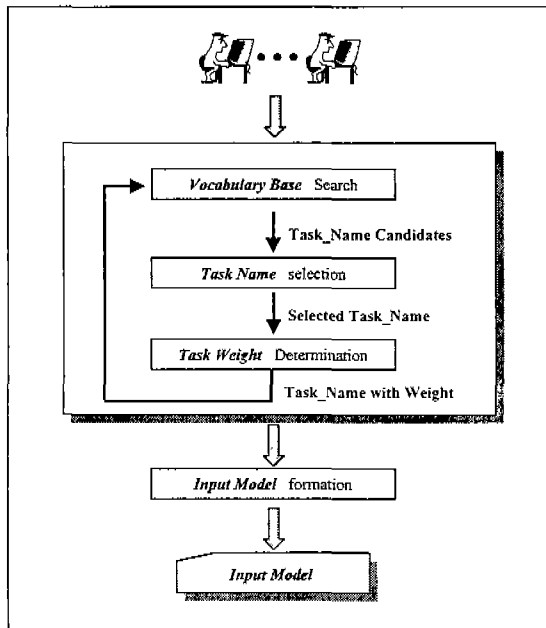 Vocabulary Base Search
Task_Name Candidates
Task Name selection
Selected Task_Name
Task Weight Determination
Task_Name with Weight
Input Model formation
Input Model